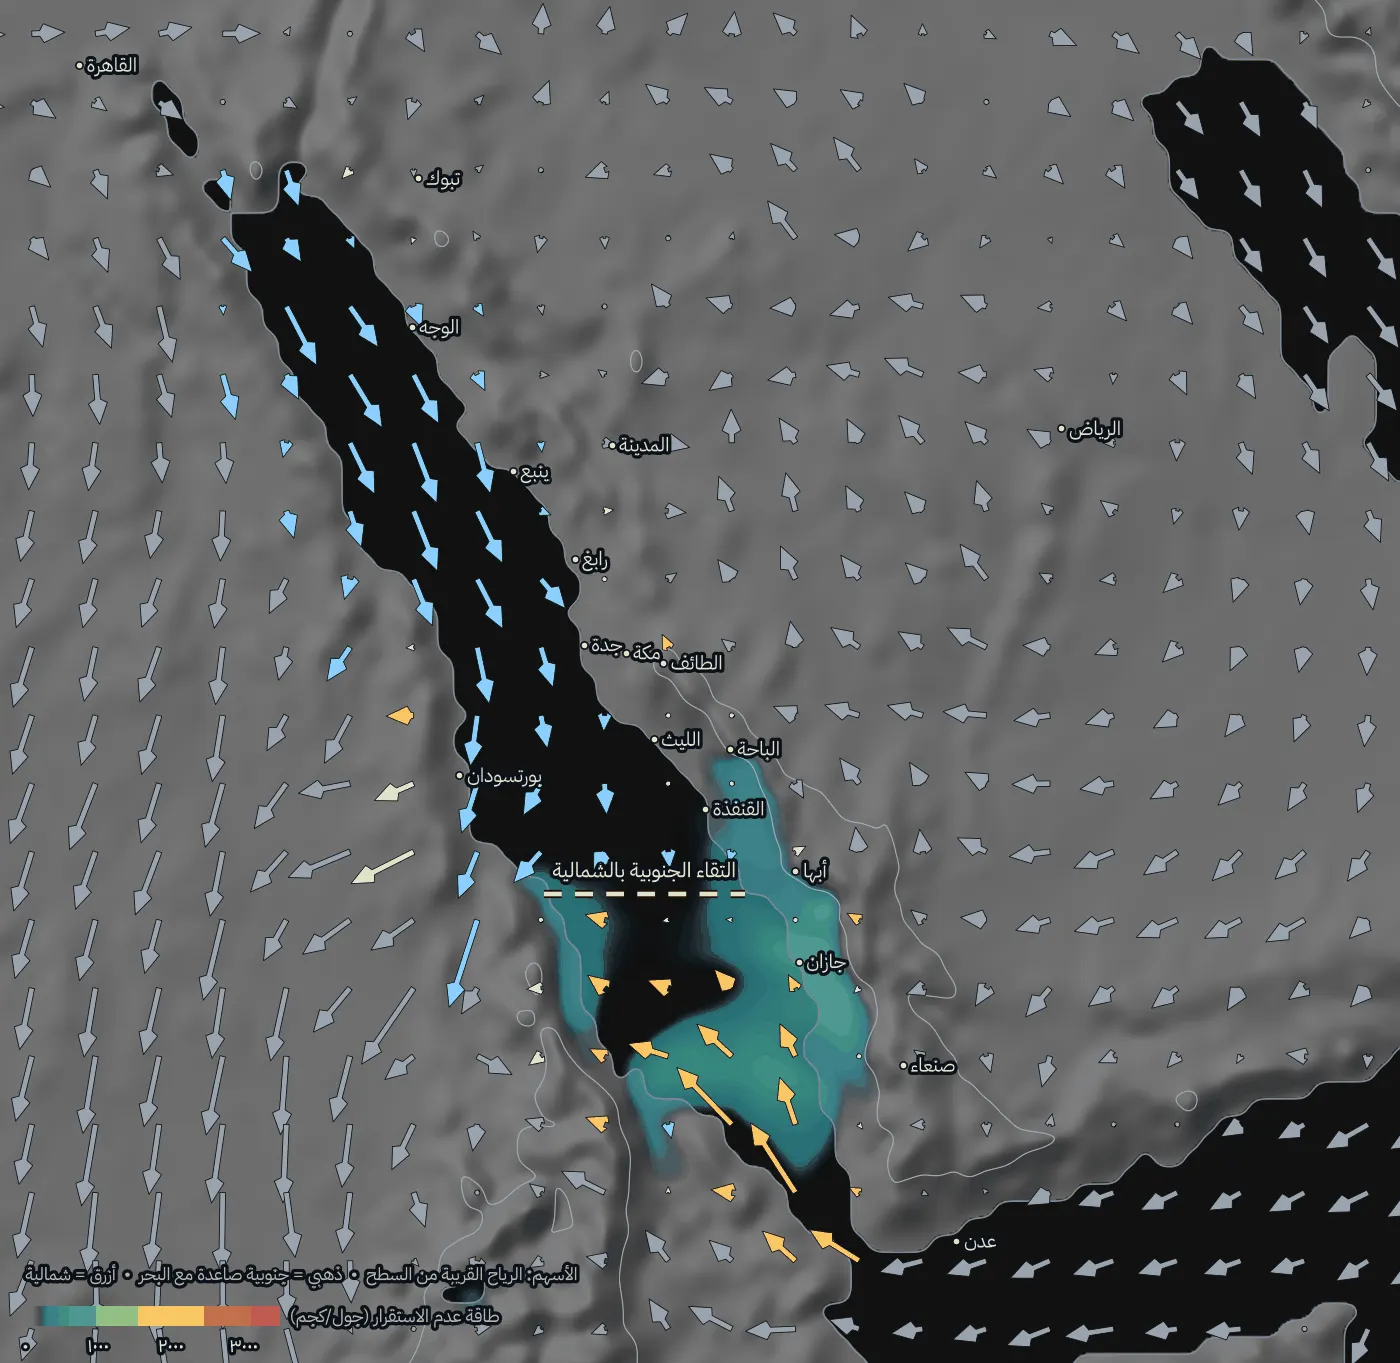 القاهرة
تبوك
الوجه
الرياض
المدينة
ينبع
رابغ
جدة
مكة
الطائف
الليث
الباحة
بورتسودان
القنفذة
التقاء الجنوبية بالشمالية
أبها
جازان
صنعاء
عدن
الأسهم: الرياح القريبة من السطح • ذهبي = جنوبية صاعدة مع البحر • أزرق = شمالية
طاقة عدم الاستقرار (جول/كجم)
٠ ١٠٠٠ ٢٠٠٠ ٣٠٠٠